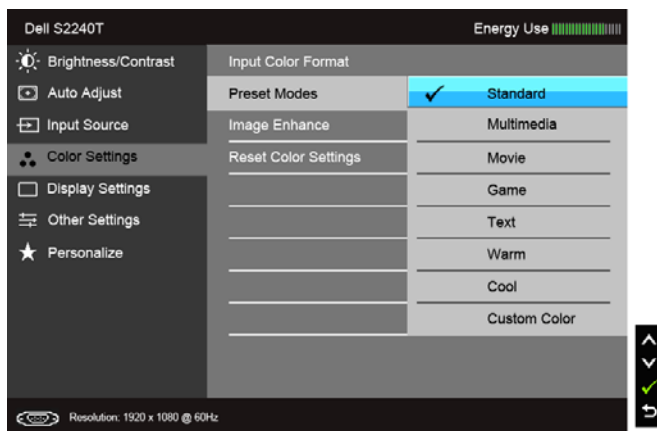 Dell S2240T
Energy Use
Brightness/Contrast
Auto Adjust
Input Source
Color Settings
Display Settings
Other Settings
Personalize
Input Color Format
Preset Modes
Image Enhance
Reset Color Settings
Standard
Multimedia
Movie
Game
Text
Warm
Cool
Custom Color
Resolution: 1920 x 1080 @ 60Hz